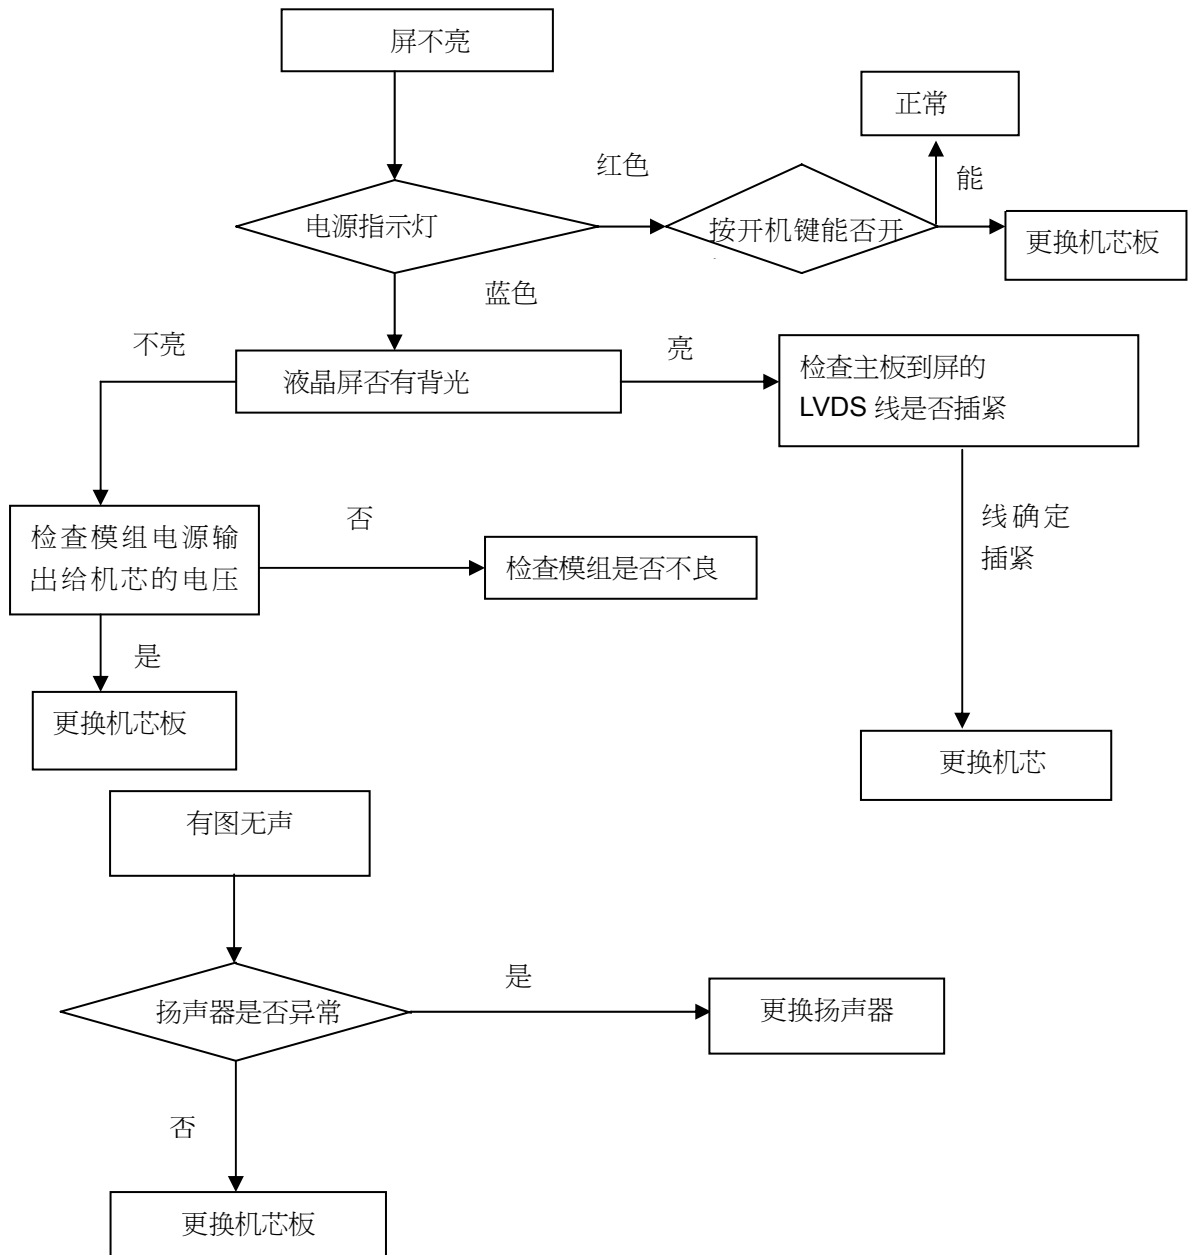 屏不亮
正常
红色
能
电源指示灯
按开机键能否开
更换机芯板
蓝色
不亮
亮
液晶屏否有背光
检查主板到屏的
LVDS 线是否插紧
检查模组电源输
出给机芯的电压
否
检查模组是否不良
线确定
插紧
是
更换机芯板
更换机芯
有图无声
扬声器是否异常
是
更换扬声器
否
更换机芯板